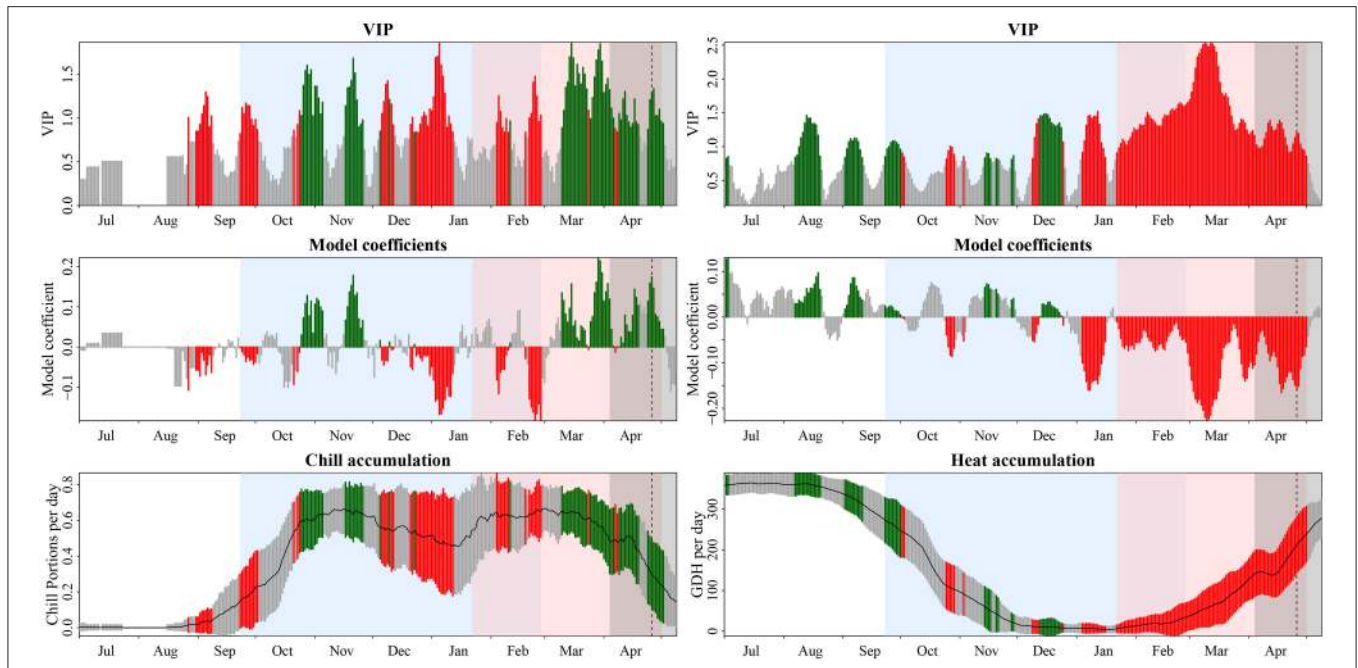 VIP
VIP
0.0 0.5 1.0 1.5
Jul Aug Sep Oct Nov Dec Jan Feb Mar Apr
VIP
VIP
0.5 1.0 1.5 2.0 2.5
Jul Aug Sep Oct Nov Dec Jan Feb Mar Apr
Model coefficients
Model coefficient
−0.1 0.0 0.1 0.2
Jul Aug Sep Oct Nov Dec Jan Feb Mar Apr
Model coefficients
Model coefficient
−0.20 −0.10 0.00 0.10
Jul Aug Sep Oct Nov Dec Jan Feb Mar Apr
Chill accumulation
Chill Portions per day
0.0 0.2 0.4 0.6 0.8
Jul Aug Sep Oct Nov Dec Jan Feb Mar Apr
Heat accumulation
GDH per day
0 100 200 300
Jul Aug Sep Oct Nov Dec Jan Feb Mar Apr